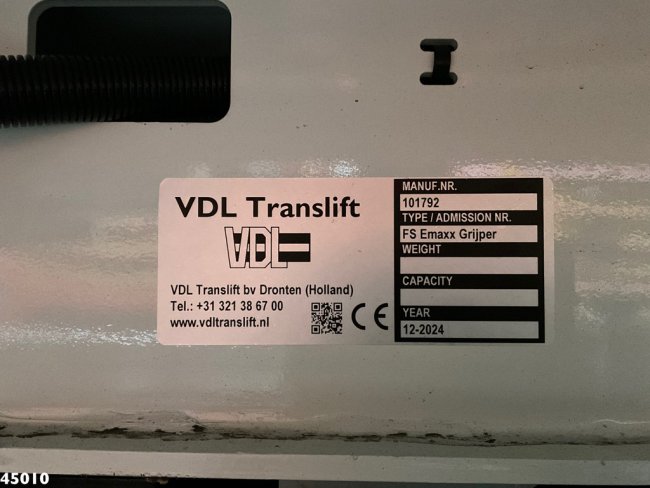 VDL Translift
VDL
VDL Translift bv Dronten (Holland)
Tel.: +31 321 38 67 00
www.vdltranslift.nl
CE
MANUF.NR.
101792
TYPE / ADMISSION NR.
FS Emaxx Grijper
WEIGHT
CAPACITY
YEAR
12-2024
45010